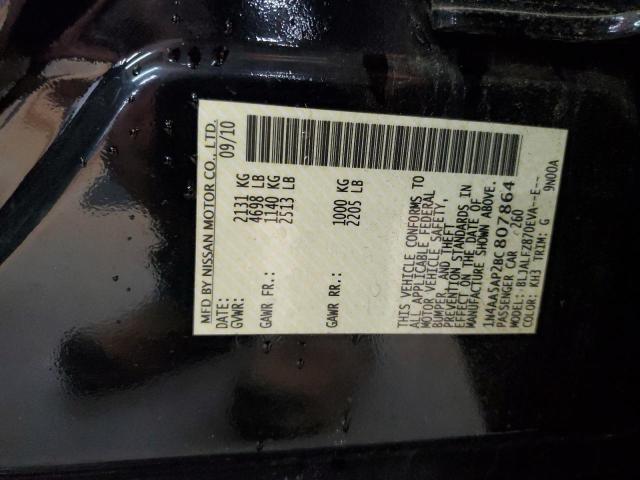 MFD BY NISSAN MOTOR CO., LTD.
DATE: 09/10
GVWR: 2131 KG
4698 LB
GAWR FR.: 1140 KG
2513 LB
GAWR RR.: 1000 KG
2205 LB
THIS VEHICLE CONFORMS TO
ALL APPLICABLE FEDERAL
MOTOR VEHICLE SAFETY,
BUMPER, AND THEFT
PREVENTION STANDARDS IN
EFFECT ON THE DATE OF
MANUFACTURE SHOWN ABOVE.
1N4AA5AP2BC807864
PASSENGER CAR 260
MODEL: BLJALFZ870EVA--E--
COLOR: KH3 TRIM: G 9N00A